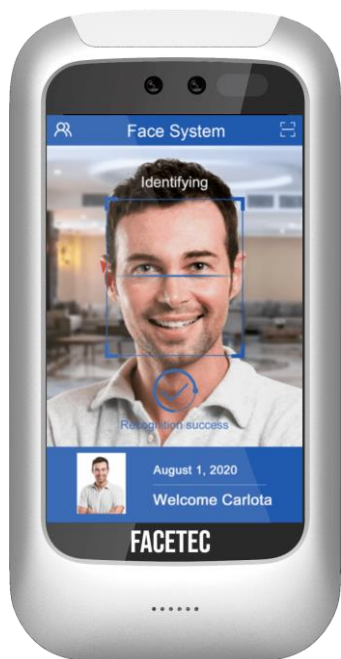 Face System
Identifying
Recognition success
August 1, 2020
Welcome Carlota
FACETEC